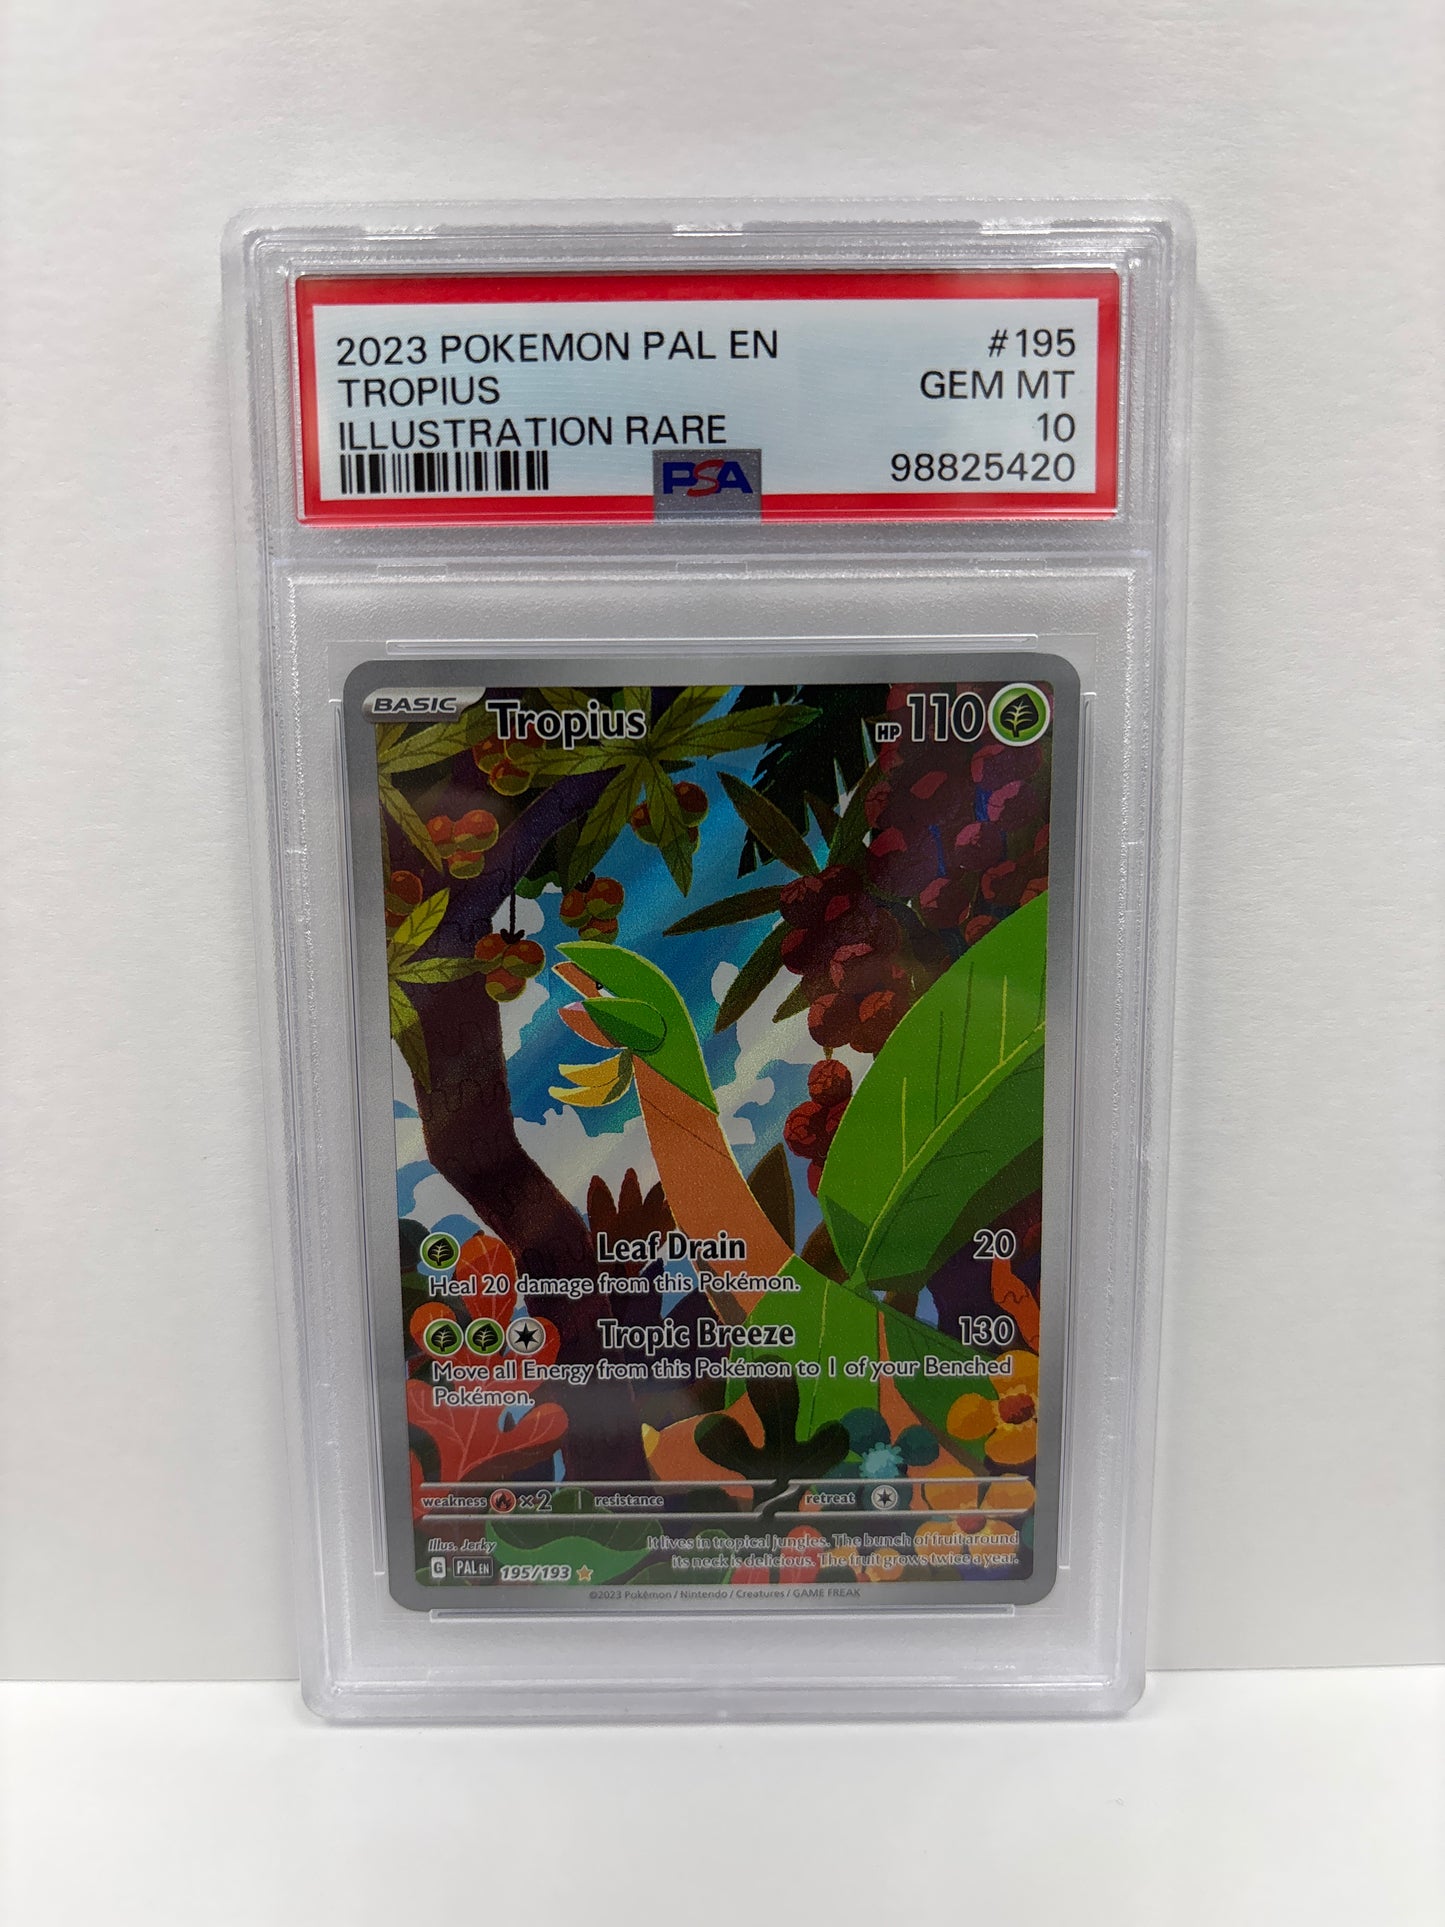 2023 POKEMON PAL EN #195
TROPIUS GEM MT
ILLUSTRATION RARE 10
PSA 98825420
BASIC Tropius HP 110
Leaf Drain 20
Heal 20 damage from this Pokémon.
Tropic Breeze 130
Move all Energy from this Pokémon to 1 of your Benched
Pokémon.
weakness ×2 resistance retreat
Illus. Jerky
It lives in tropical jungles. The bunch of fruit around
its neck is delicious. The fruit grows twice a year.
G PAL EN 195/193
©2023 Pokémon / Nintendo / Creatures / GAME FREAK